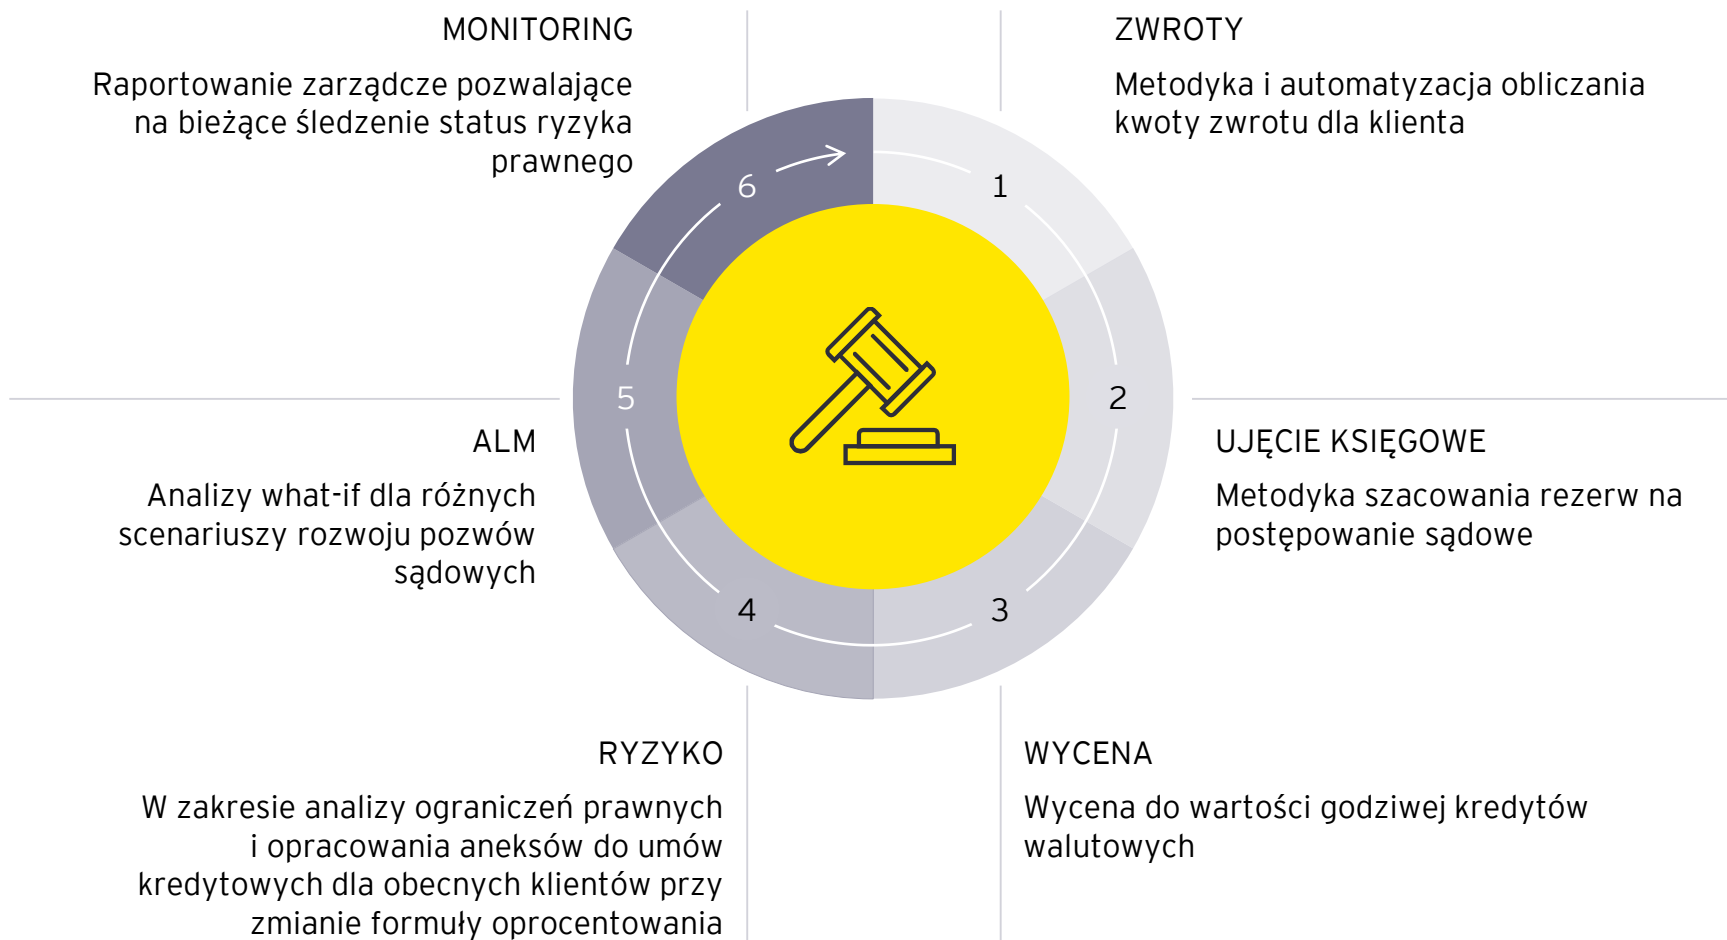 MONITORING
Raportowanie zarządcze pozwalające
na bieżące śledzenie status ryzyka
prawnego
ZWROTY
Metodyka i automatyzacja obliczania
kwoty zwrotu dla klienta
6
1
5
2
4
3
ALM
Analizy what-if dla różnych
scenariuszy rozwoju pozwów
sądowych
UJĘCIE KSIĘGOWE
Metodyka szacowania rezerw na
postępowanie sądowe
RYZYKO
W zakresie analizy ograniczeń prawnych
i opracowania aneksów do umów
kredytowych dla obecnych klientów przy
zmianie formuły oprocentowania
WYCENA
Wycena do wartości godziwej kredytów
walutowych